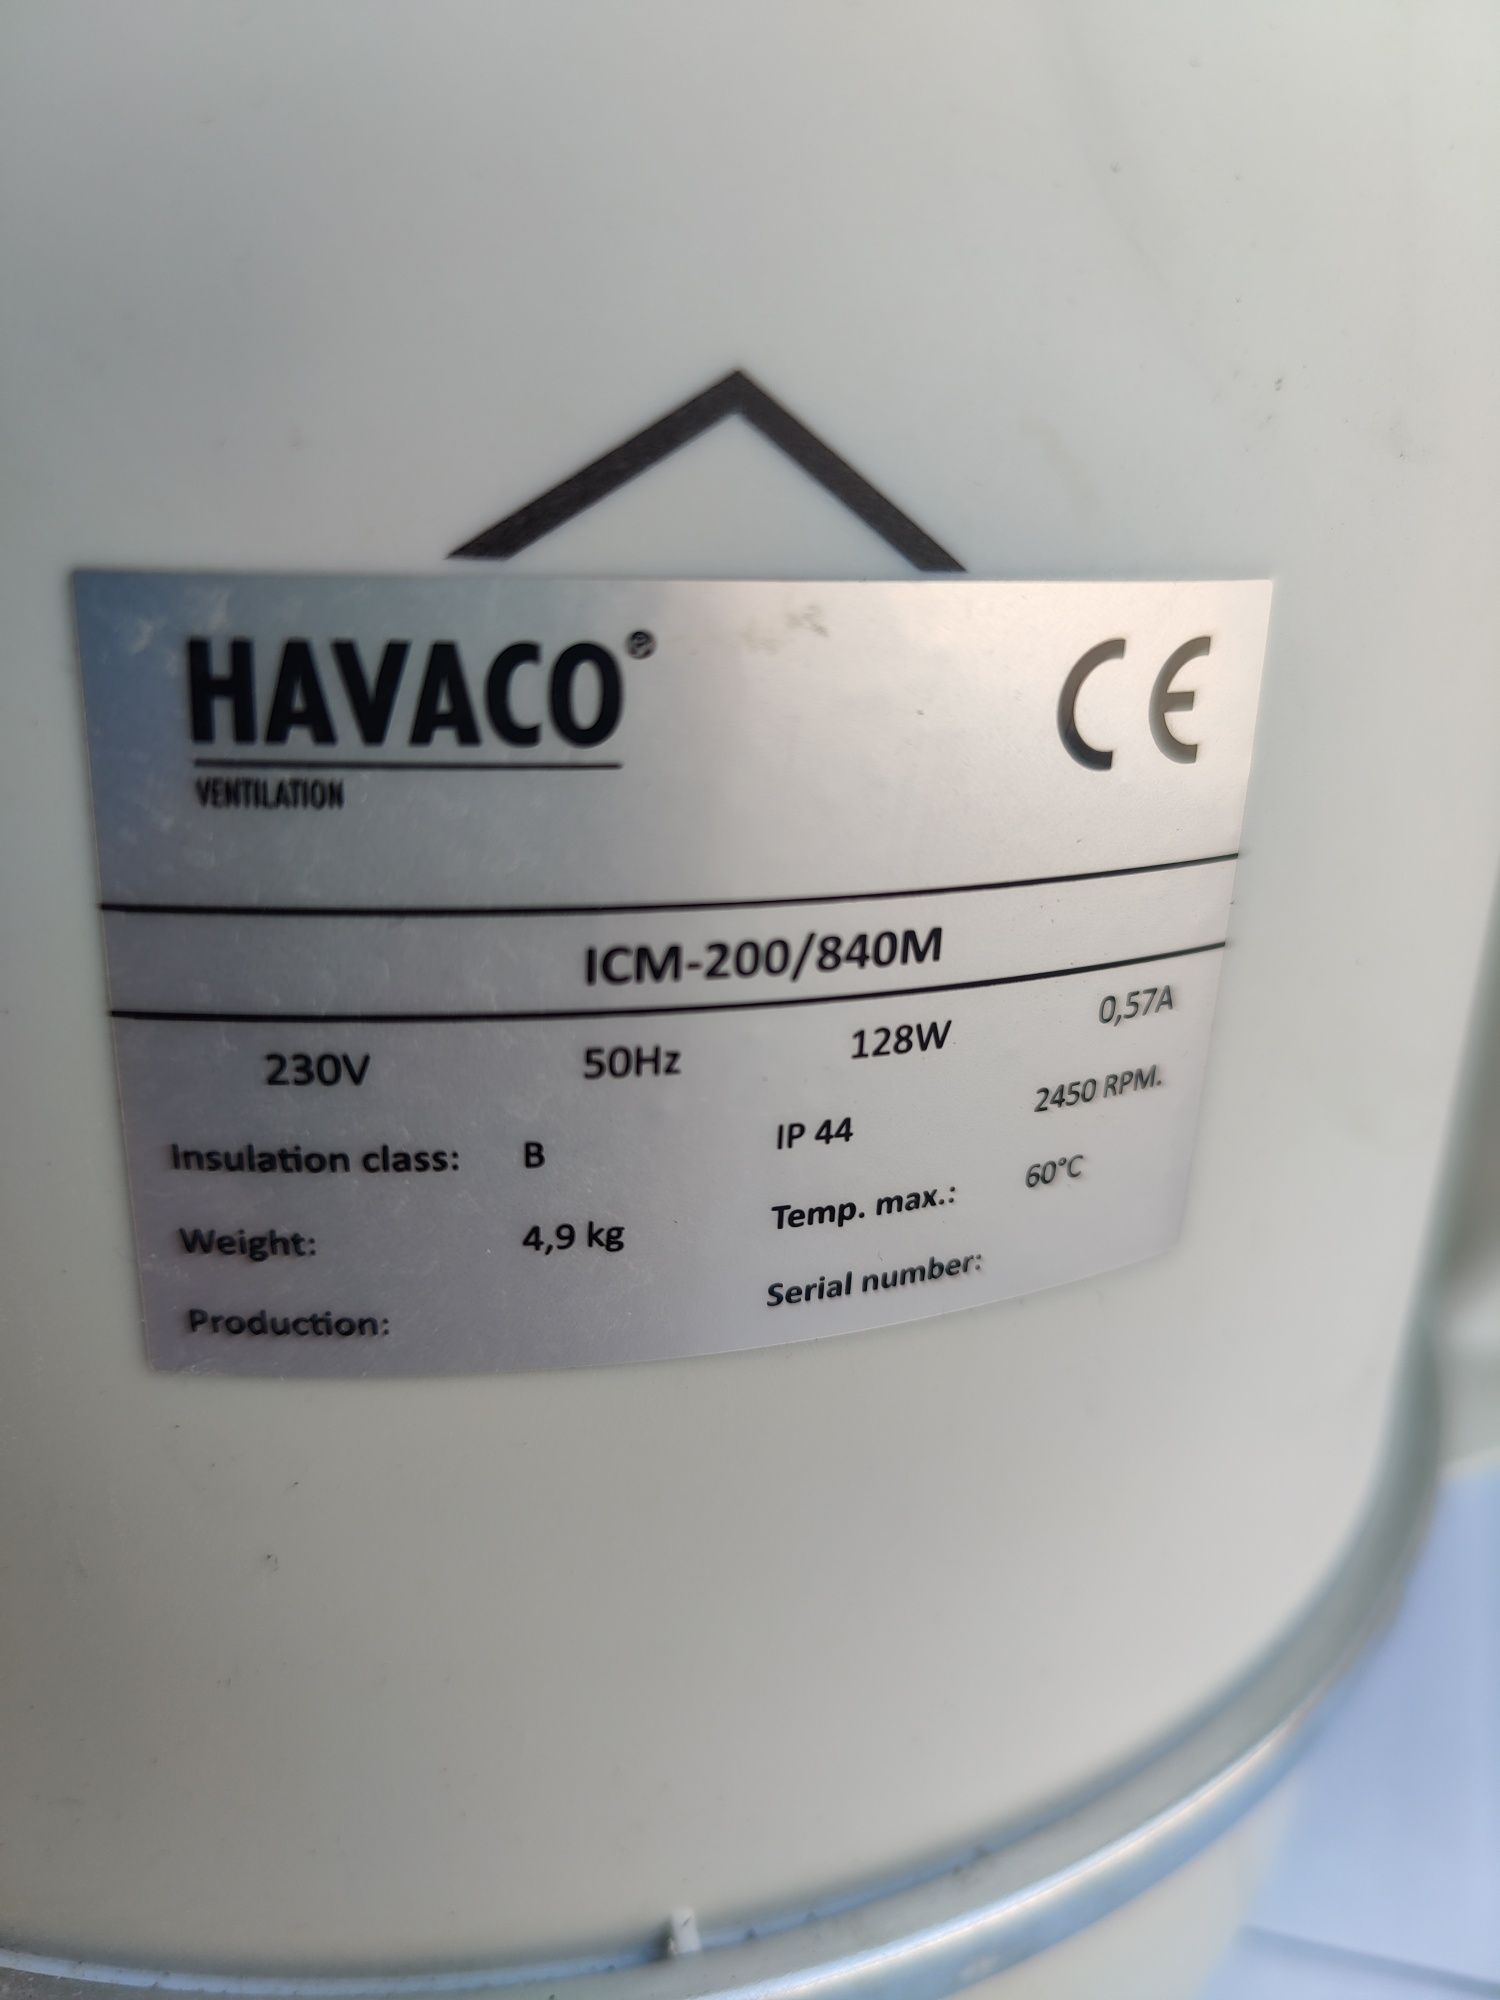 HAVACO®
VENTILATION
CE
ICM-200/840M
230V 50Hz 128W 0,57A
Insulation class: B IP 44 2450 RPM.
Weight: 4,9 kg Temp. max.: 60°C
Production: Serial number: